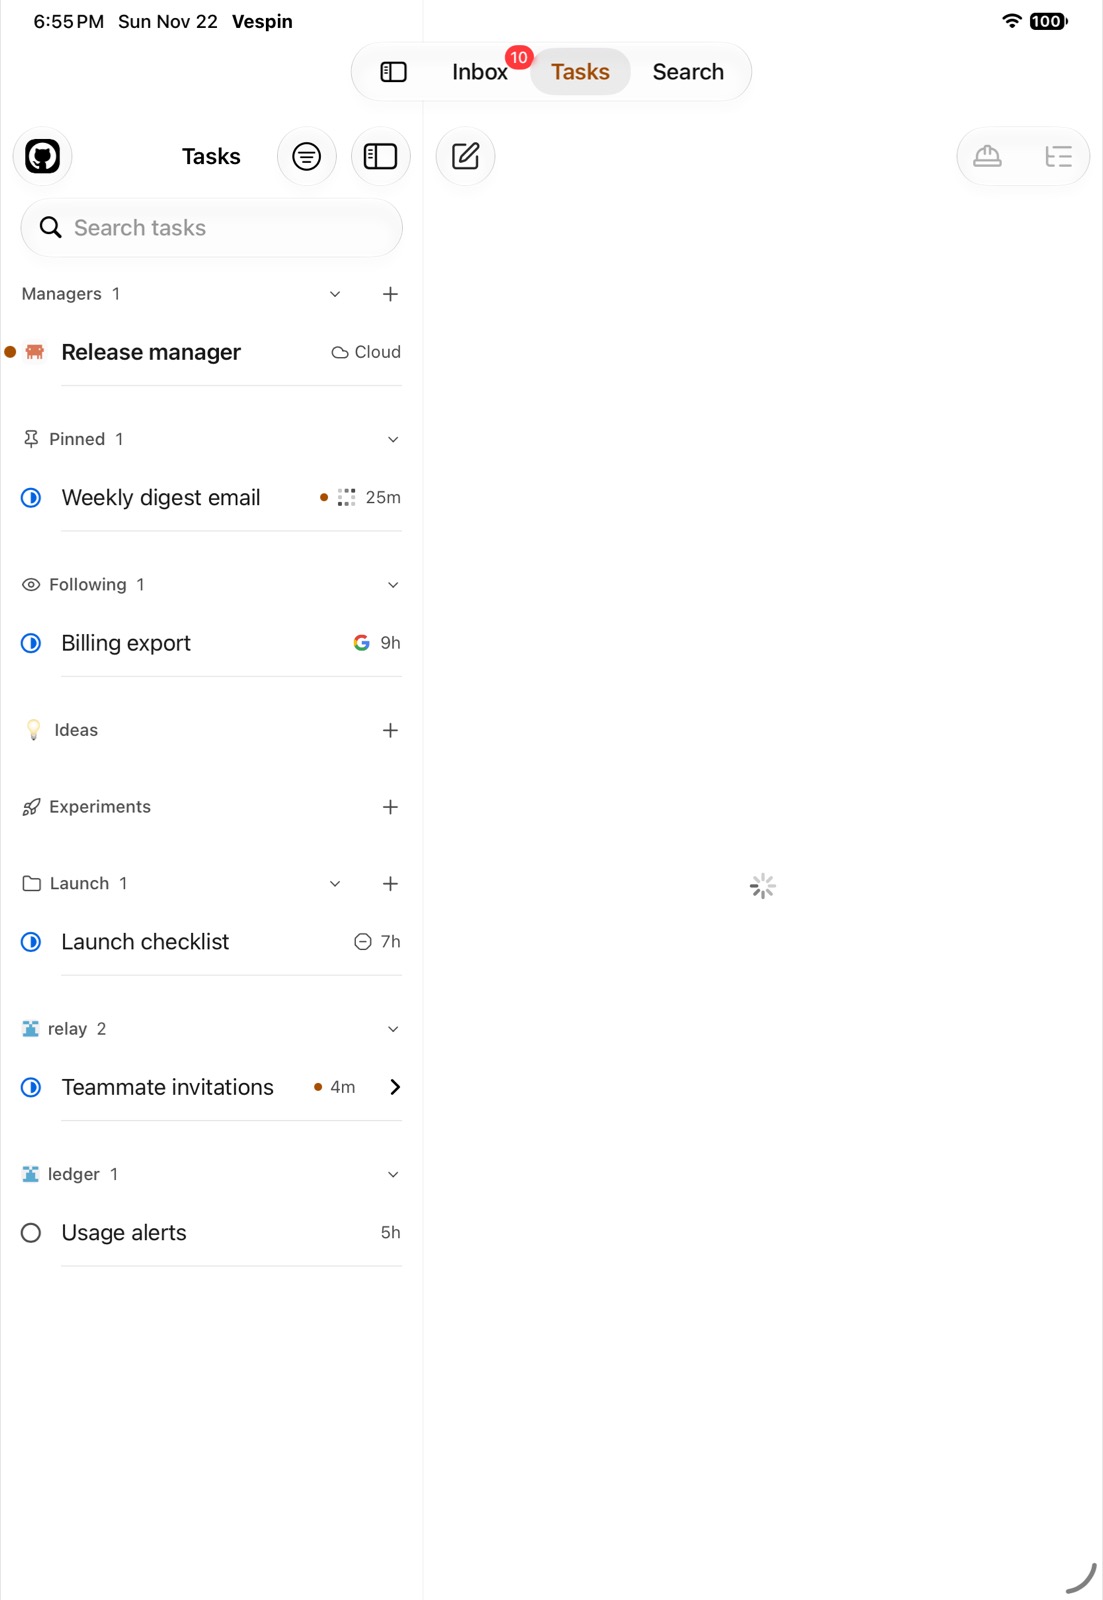 6:55 PM Sun Nov 22 Vespin
100
Inbox 10 Tasks Search
Tasks
Search tasks
Managers 1
Release manager Cloud
Pinned 1
Weekly digest email 25m
Following 1
Billing export 9h
Ideas
Experiments
Launch 1
Launch checklist 7h
relay 2
Teammate invitations 4m
ledger 1
Usage alerts 5h